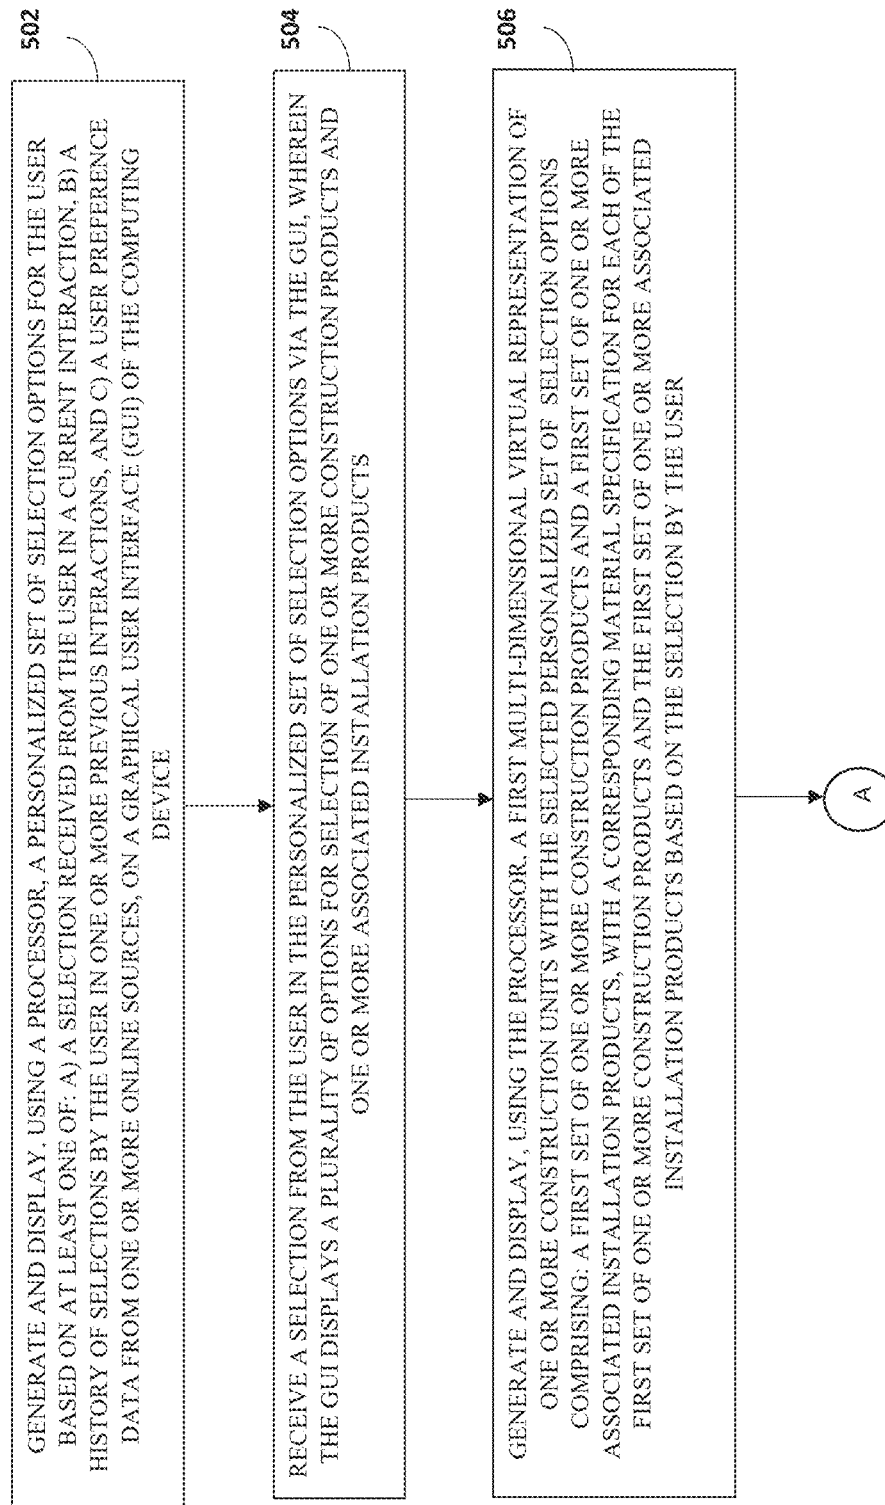 502
GENERATE AND DISPLAY, USING A PROCESSOR, A PERSONALIZED SET OF SELECTION OPTIONS FOR THE USER
BASED ON AT LEAST ONE OF: A) A SELECTION RECEIVED FROM THE USER IN A CURRENT INTERACTION, B) A
HISTORY OF SELECTIONS BY THE USER IN ONE OR MORE PREVIOUS INTERACTIONS, AND C) A USER PREFERENCE
DATA FROM ONE OR MORE ONLINE SOURCES, ON A GRAPHICAL USER INTERFACE (GUI) OF THE COMPUTING
DEVICE
504
RECEIVE A SELECTION FROM THE USER IN THE PERSONALIZED SET OF SELECTION OPTIONS VIA THE GUI, WHEREIN
THE GUI DISPLAYS A PLURALITY OF OPTIONS FOR SELECTION OF ONE OR MORE CONSTRUCTION PRODUCTS AND
ONE OR MORE ASSOCIATED INSTALLATION PRODUCTS
506
GENERATE AND DISPLAY, USING THE PROCESSOR, A FIRST MULTI-DIMENSIONAL VIRTUAL REPRESENTATION OF
ONE OR MORE CONSTRUCTION UNITS WITH THE SELECTED PERSONALIZED SET OF SELECTION OPTIONS
COMPRISING: A FIRST SET OF ONE OR MORE CONSTRUCTION PRODUCTS AND A FIRST SET OF ONE OR MORE
ASSOCIATED INSTALLATION PRODUCTS, WITH A CORRESPONDING MATERIAL SPECIFICATION FOR EACH OF THE
FIRST SET OF ONE OR MORE CONSTRUCTION PRODUCTS AND THE FIRST SET OF ONE OR MORE ASSOCIATED
INSTALLATION PRODUCTS BASED ON THE SELECTION BY THE USER
A